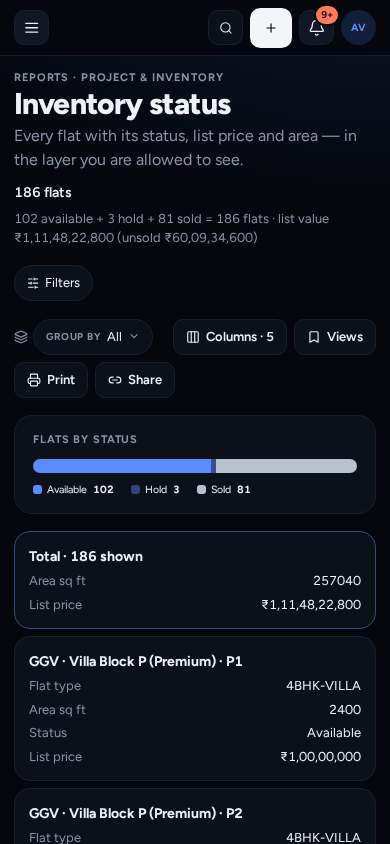 9+
AV
REPORTS · PROJECT & INVENTORY
Inventory status
Every flat with its status, list price and area — in
the layer you are allowed to see.
186 flats
102 available + 3 hold + 81 sold = 186 flats · list value
₹1,11,48,22,800 (unsold ₹60,09,34,600)
Filters
GROUP BY All
Columns · 5
Views
Print
Share
FLATS BY STATUS
Available 102 Hold 3 Sold 81
Total · 186 shown
Area sq ft 257040
List price ₹1,11,48,22,800
GGV · Villa Block P (Premium) · P1
Flat type 4BHK-VILLA
Area sq ft 2400
Status Available
List price ₹1,00,00,000
GGV · Villa Block P (Premium) · P2
Flat type 4BHK-VILLA